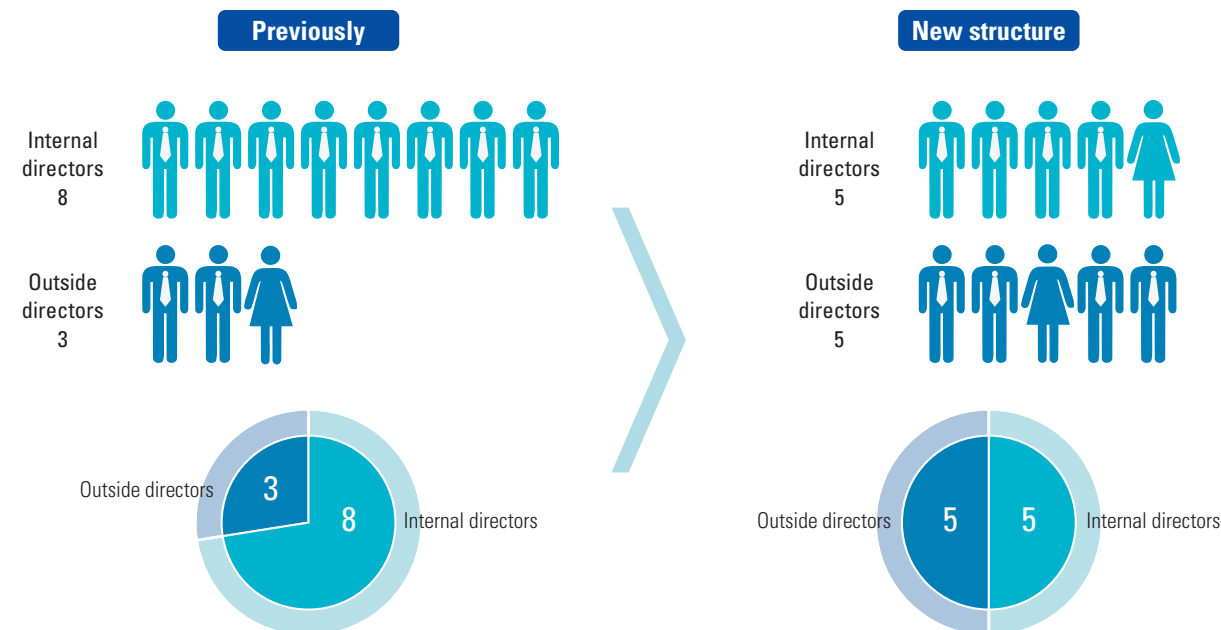 Previously
Internal
directors
8
Outside
directors
3
Outside directors
3
8
Internal directors
New structure
Internal
directors
5
Outside
directors
5
Outside directors
5
5
Internal directors